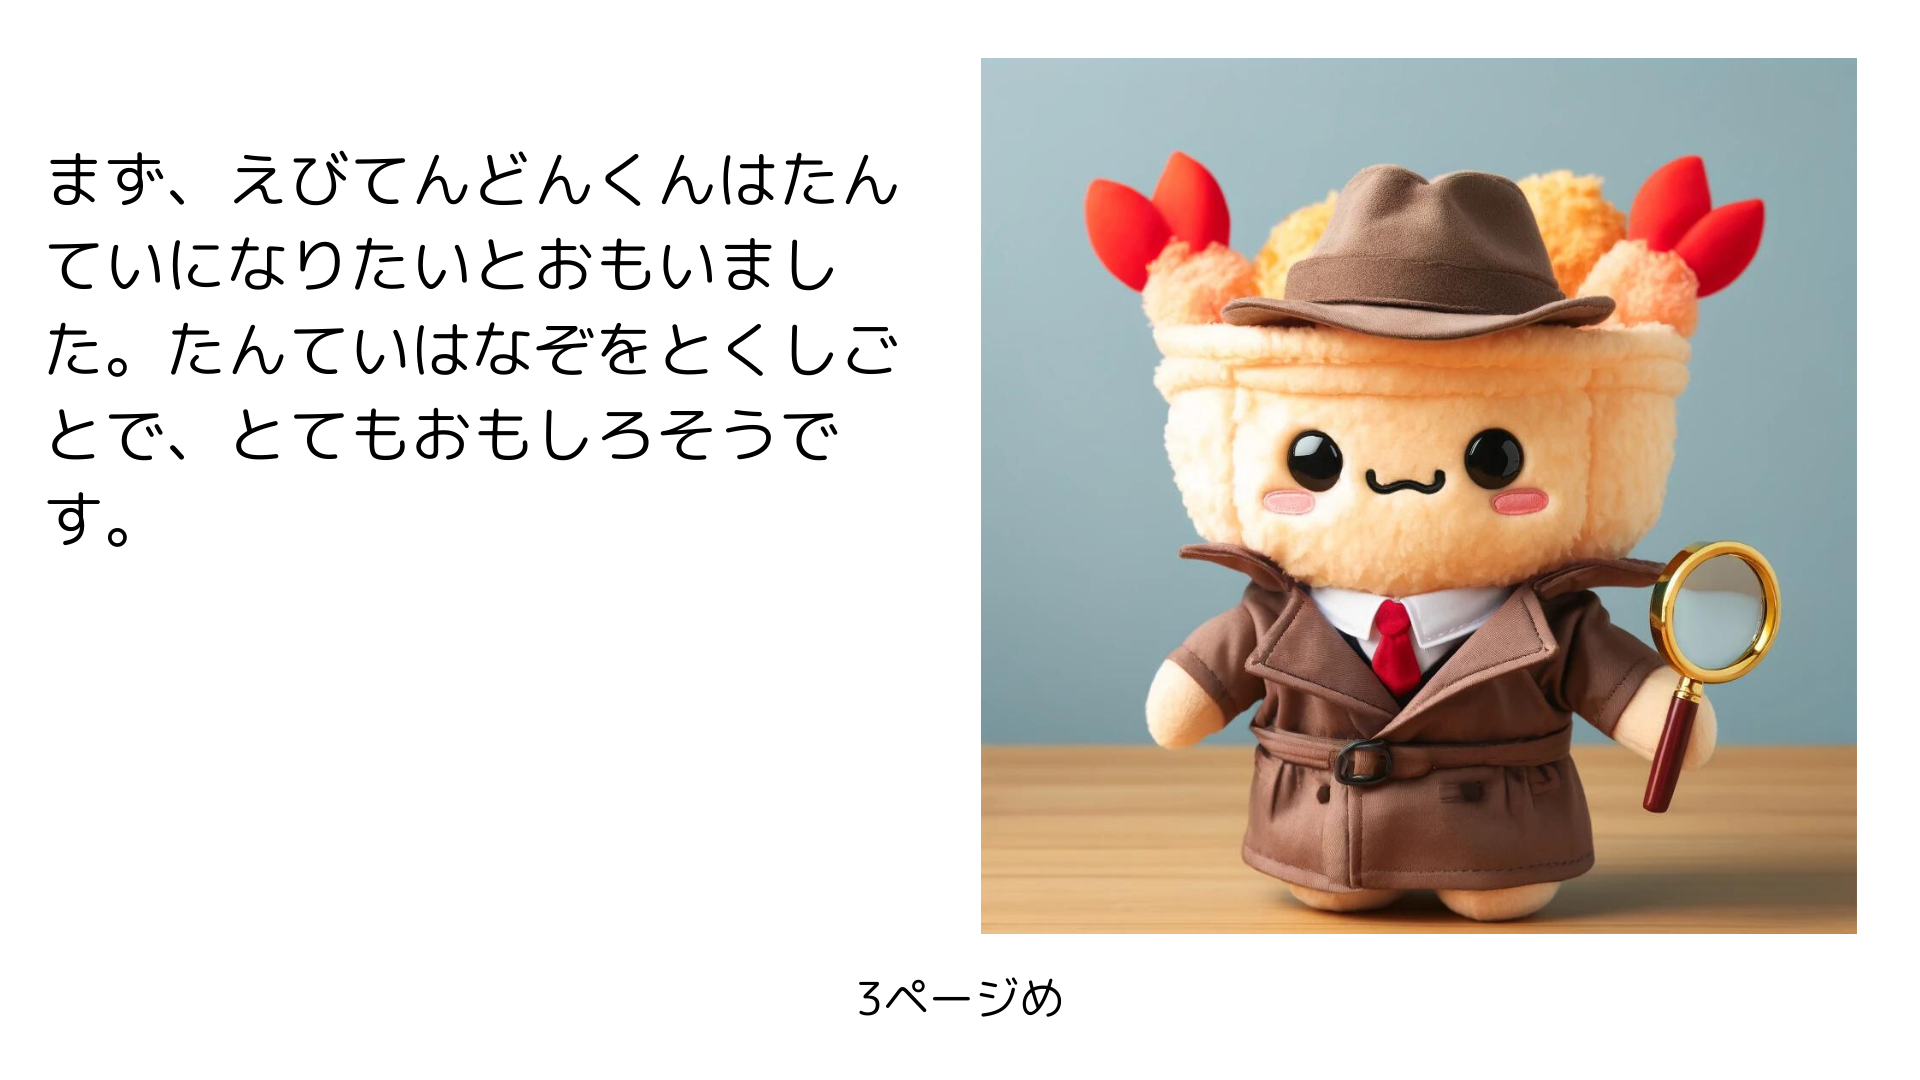 まず、えびてんどんくんはたん
ていになりたいとおもいまし
た。たんていはなぞをとくしご
とで、とてもおもしろそうで
す。
3ページめ